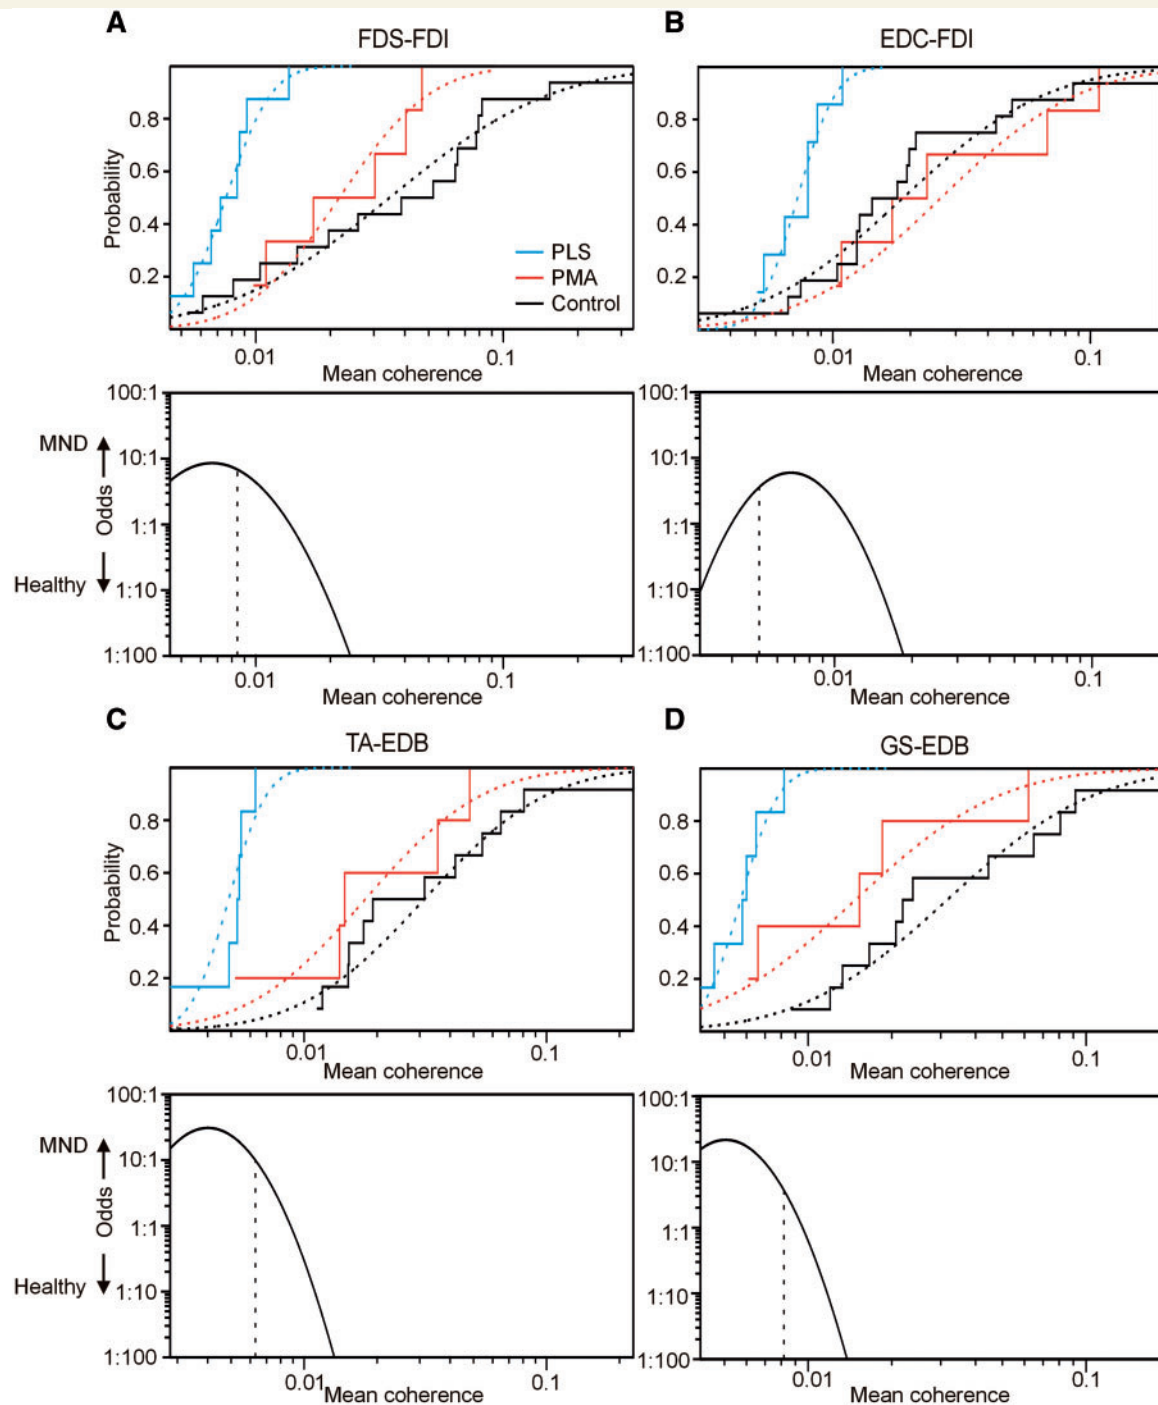 A
FDS-FDI
Probability
0.8
0.6
0.4
0.2
PLS
PMA
Control
0.01
0.1
Mean coherence
100:1
10:1
1:1
1:10
1:100
MND
Odds
Healthy
0.01
0.1
Mean coherence
B
EDC-FDI
0.8
0.6
0.4
0.2
0.01
0.1
Mean coherence
100:1
10:1
1:1
1:10
1:100
0.01
0.1
Mean coherence
C
TA-EDB
Probability
0.8
0.6
0.4
0.2
0.01
0.1
Mean coherence
100:1
10:1
1:1
1:10
1:100
MND
Odds
Healthy
0.01
0.1
Mean coherence
D
GS-EDB
0.8
0.6
0.4
0.2
0.01
0.1
Mean coherence
100:1
10:1
1:1
1:10
1:100
0.01
0.1
Mean coherence